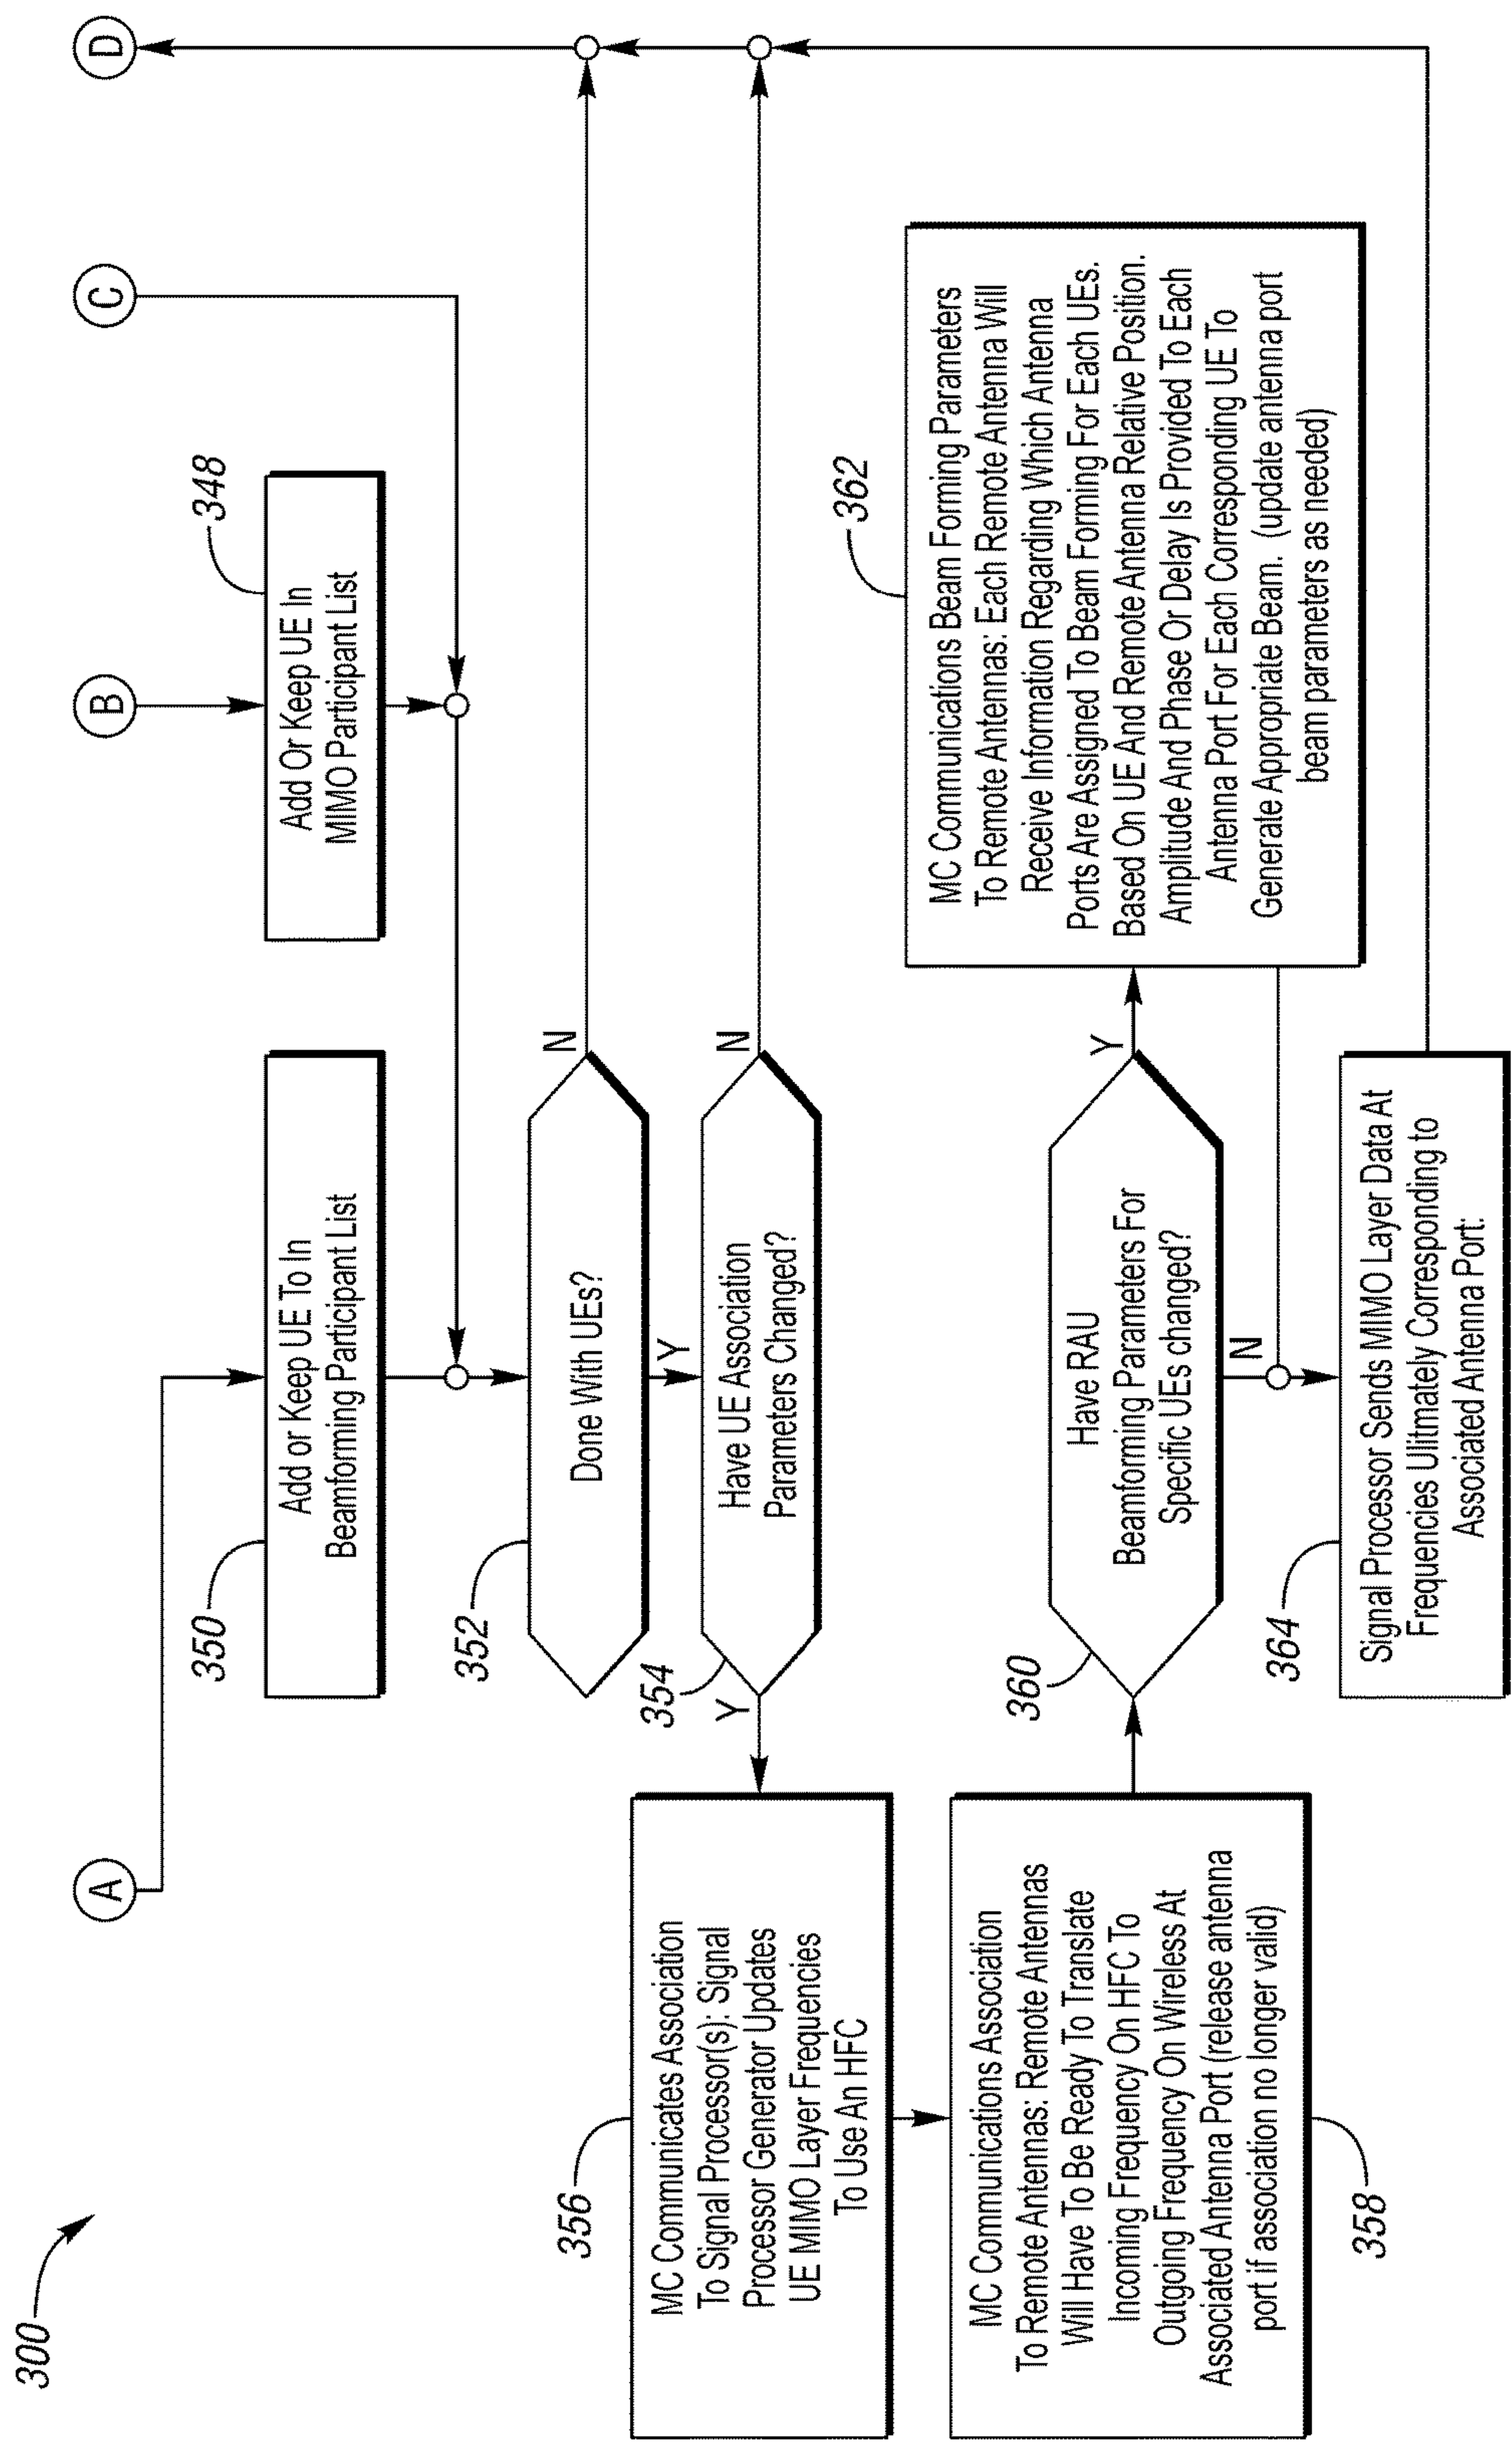 300
A
B
C
D
350
Add or Keep UE To In
Beamforming Participant List
348
Add Or Keep UE In
MIMO Participant List
352
Done With UEs?
N
Y
354
Have UE Association
Parameters Changed?
N
Y
356
MC Communicates Association
To Signal Processor(s): Signal
Processor Generator Updates
UE MIMO Layer Frequencies
To Use An HFC
358
MC Communications Association
To Remote Antennas: Remote Antennas
Will Have To Be Ready To Translate
Incoming Frequency On HFC To
Outgoing Frequency On Wireless At
Associated Antenna Port (release antenna
port if association no longer valid)
360
Have RAU
Beamforming Parameters For
Specific UEs changed?
Y
N
362
MC Communications Beam Forming Parameters
To Remote Antennas: Each Remote Antenna Will
Receive Information Regarding Which Antenna
Ports Are Assigned To Beam Forming For Each UEs.
Based On UE And Remote Antenna Relative Position.
Amplitude And Phase Or Delay Is Provided To Each
Antenna Port For Each Corresponding UE To
Generate Appropriate Beam. (update antenna port
beam parameters as needed)
364
Signal Processor Sends MIMO Layer Data At
Frequencies Ulitmately Corresponding to
Associated Antenna Port: